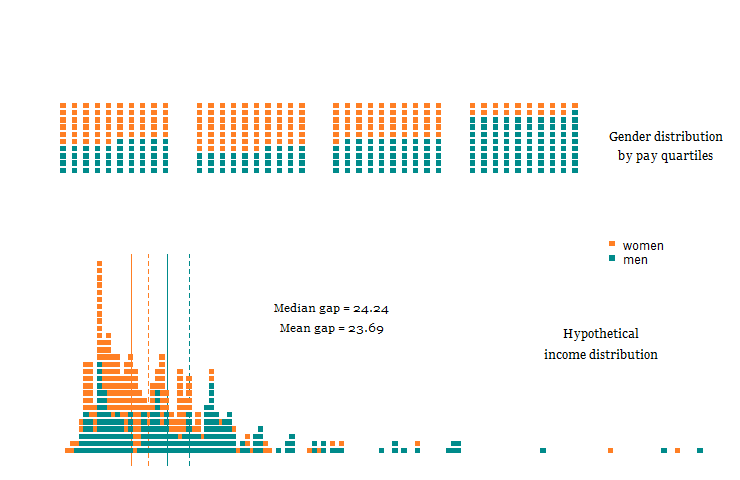 Gender distribution
by pay quartiles
women
men
Median gap = 24.24
Mean gap = 23.69
Hypothetical
income distribution